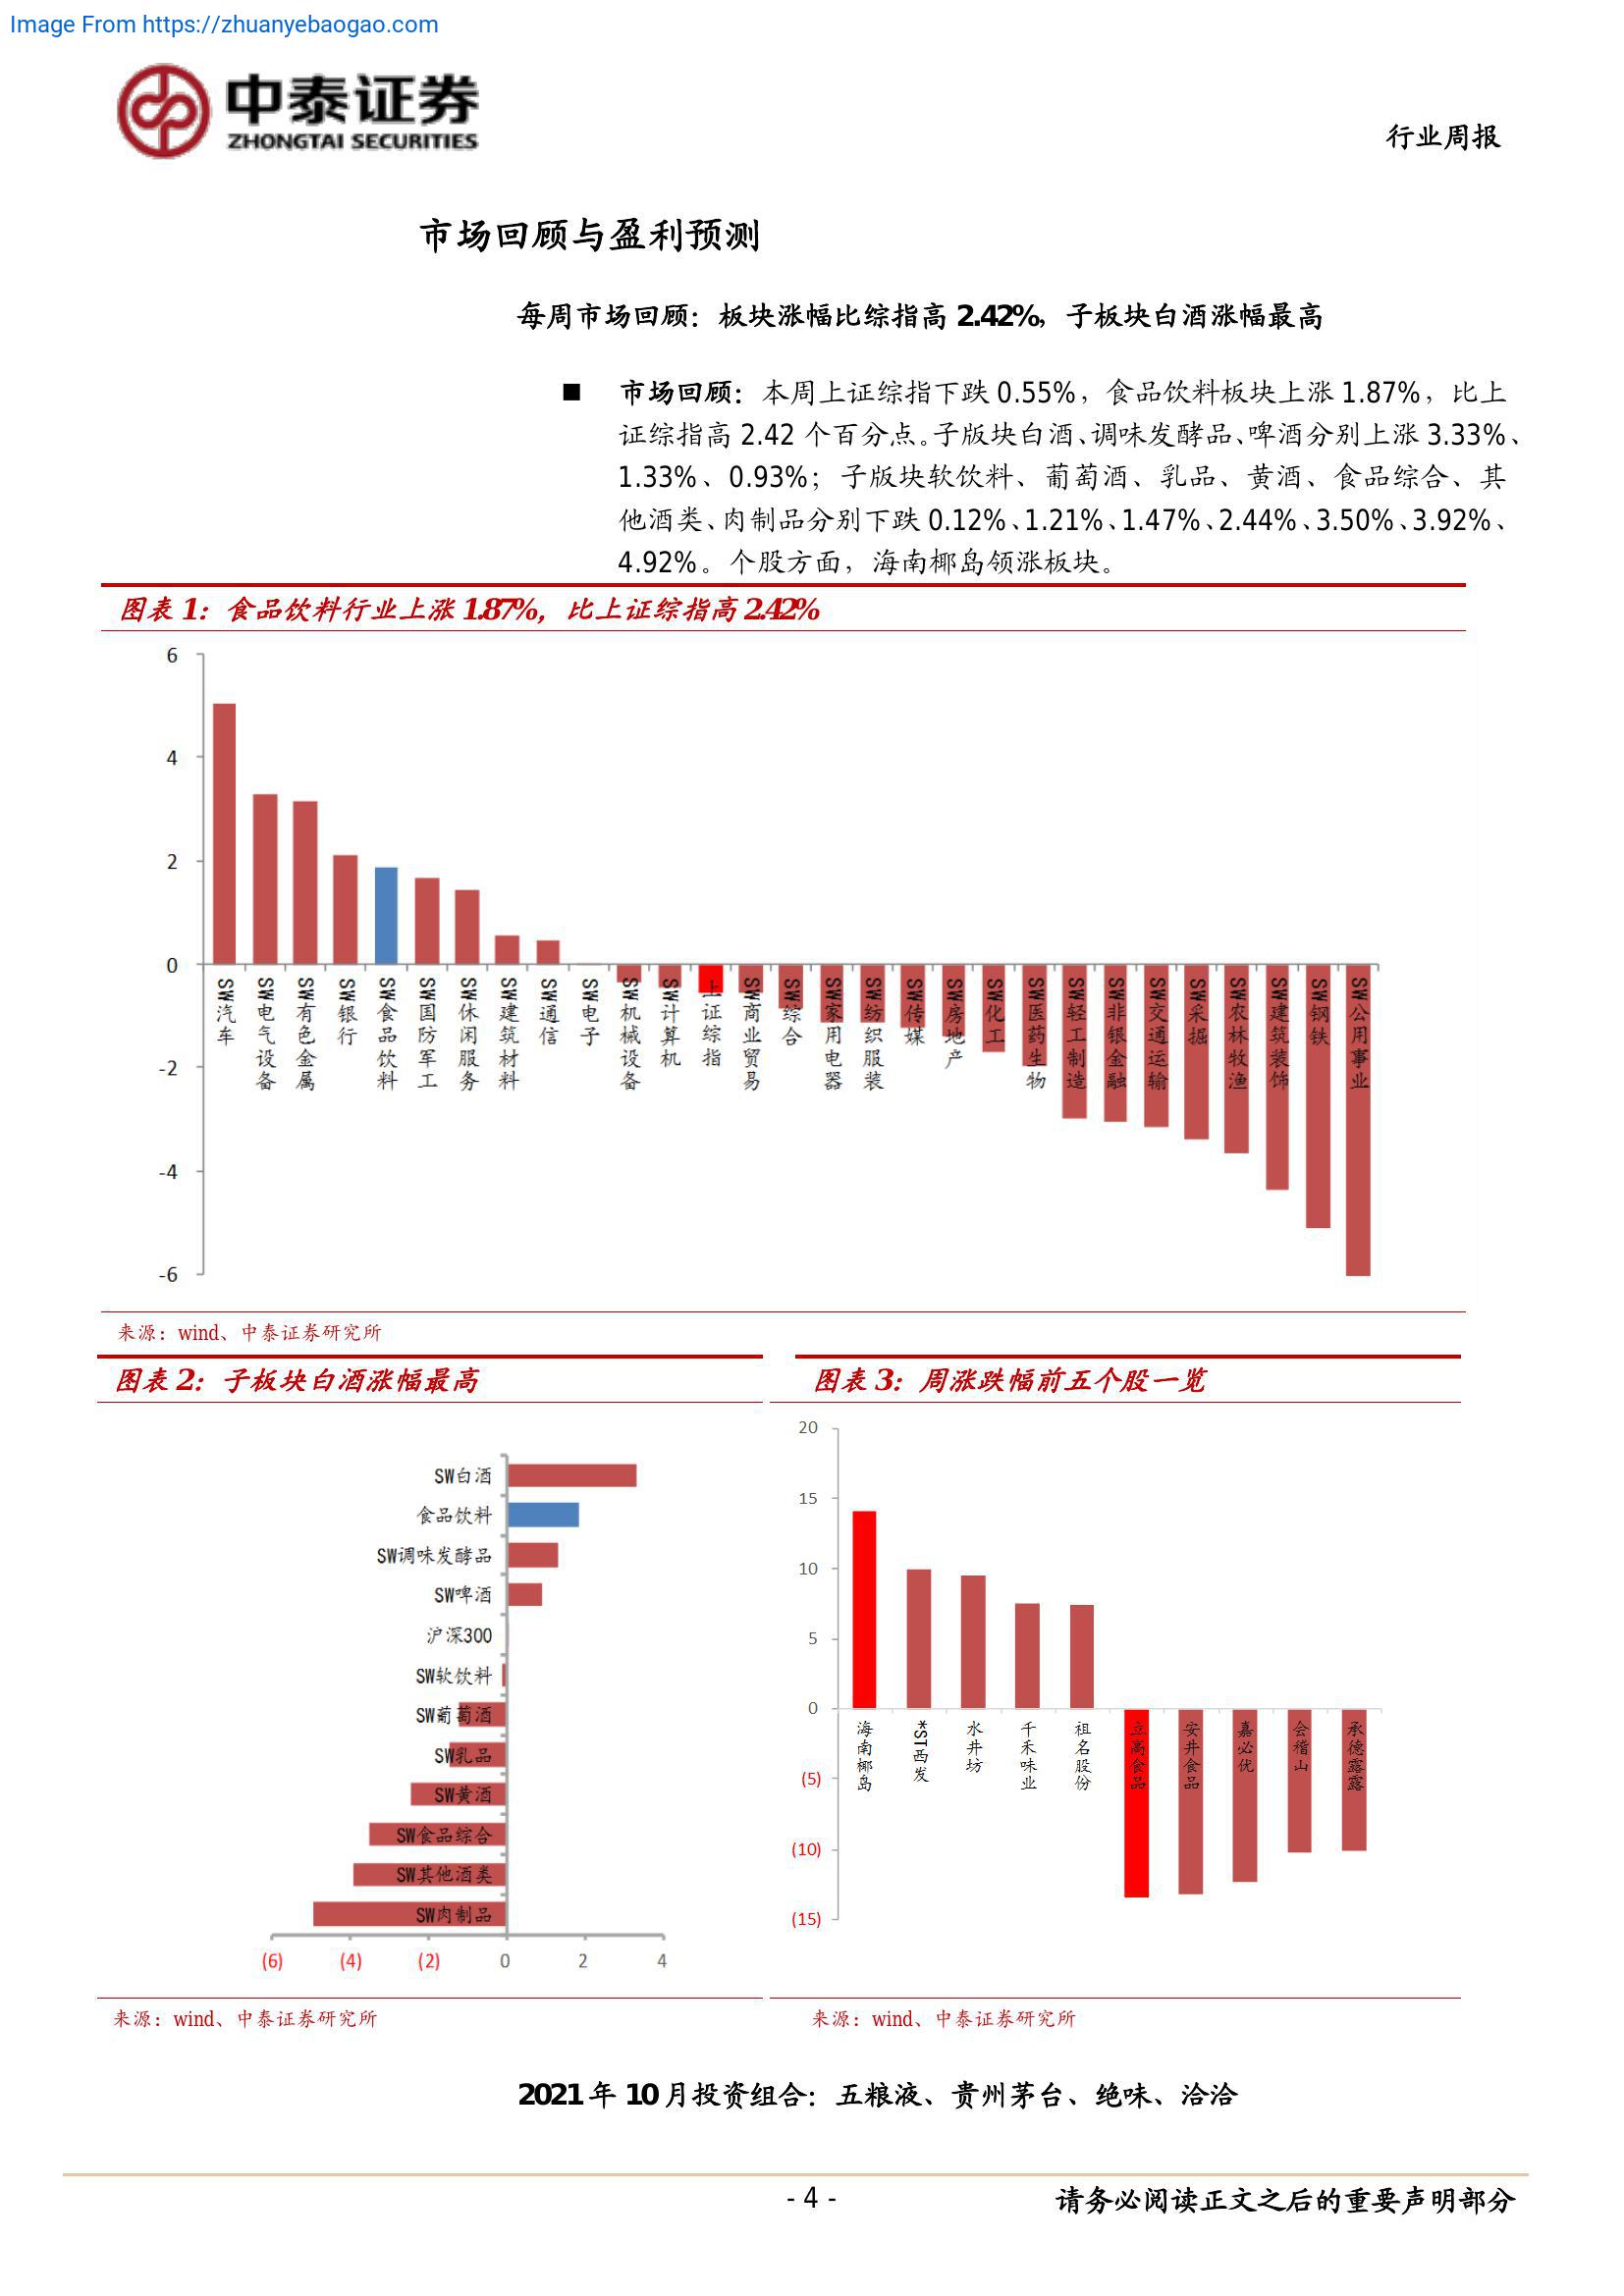 Image From https://zhuanyebaogao.com
中泰证券
ZHONGTAI SECURITIES
行业周报
市场回顾与盈利预测
每周市场回顾：板块涨幅比综指高 2.42%，子板块白酒涨幅最高
■ 市场回顾：本周上证综指下跌 0.55%，食品饮料板块上涨 1.87%，比上
证综指高 2.42 个百分点。子版块白酒、调味发酵品、啤酒分别上涨 3.33%、
1.33%、0.93%；子版块软饮料、葡萄酒、乳品、黄酒、食品综合、其
他酒类、肉制品分别下跌 0.12%、1.21%、1.47%、2.44%、3.50%、3.92%、
4.92%。个股方面，海南椰岛领涨板块。
图表 1：食品饮料行业上涨 1.87%，比上证综指高 2.42%
6
4
2
0
-2
-4
-6
SW汽车
SW电气设备
SW有色金属
SW银行
SW食品饮料
SW国防军工
SW休闲服务
SW建筑材料
SW通信
SW电子
SW机械设备
SW计算机
上证综指
SW商业贸易
SW综合
SW家用电器
SW纺织服装
SW传媒
SW房地产
SW化工
SW医药生物
SW轻工制造
SW非银金融
SW交通运输
SW采掘
SW农林牧渔
SW建筑装饰
SW钢铁
SW公用事业
来源：wind、中泰证券研究所
图表 2：子板块白酒涨幅最高
SW白酒
食品饮料
SW调味发酵品
SW啤酒
沪深300
SW软饮料
SW葡萄酒
SW乳品
SW黄酒
SW食品综合
SW其他酒类
SW肉制品
(6) (4) (2) 0 2 4
来源：wind、中泰证券研究所
图表 3：周涨跌幅前五个股一览
20
15
10
5
0
(5)
(10)
(15)
海南椰岛
*ST西发
水井坊
千禾味业
祖名股份
立高食品
安井食品
嘉必优
会稽山
承德露露
来源：wind、中泰证券研究所
2021 年 10 月投资组合：五粮液、贵州茅台、绝味、洽洽
- 4 -
请务必阅读正文之后的重要声明部分